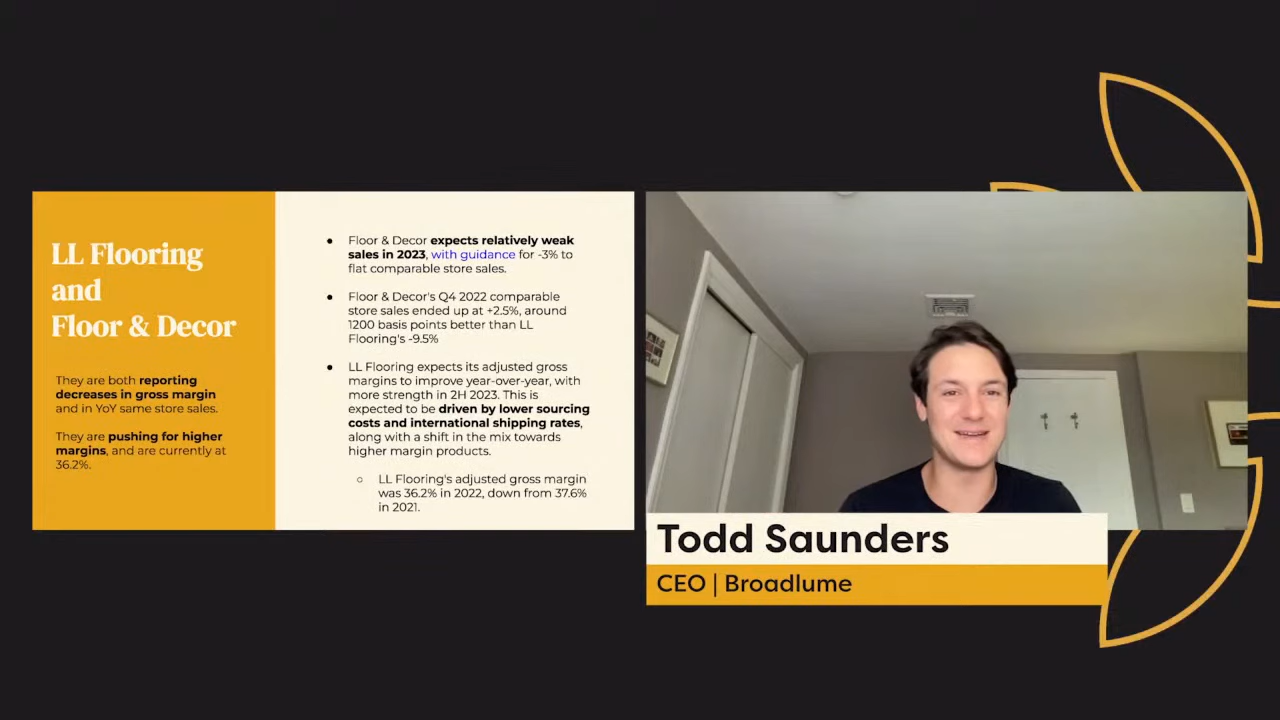 LL Flooring
and
Floor & Decor
They are both reporting
decreases in gross margin
and in YoY same store sales.
They are pushing for higher
margins, and are currently at
36.2%.
● Floor & Decor expects relatively weak
sales in 2023, with guidance for -3% to
flat comparable store sales.
● Floor & Decor's Q4 2022 comparable
store sales ended up at +2.5%, around
1200 basis points better than LL
Flooring's -9.5%
● LL Flooring expects its adjusted gross
margins to improve year-over-year, with
more strength in 2H 2023. This is
expected to be driven by lower sourcing
costs and international shipping rates,
along with a shift in the mix towards
higher margin products.
○ LL Flooring's adjusted gross margin
was 36.2% in 2022, down from 37.6%
in 2021.
Todd Saunders
CEO | Broadlume